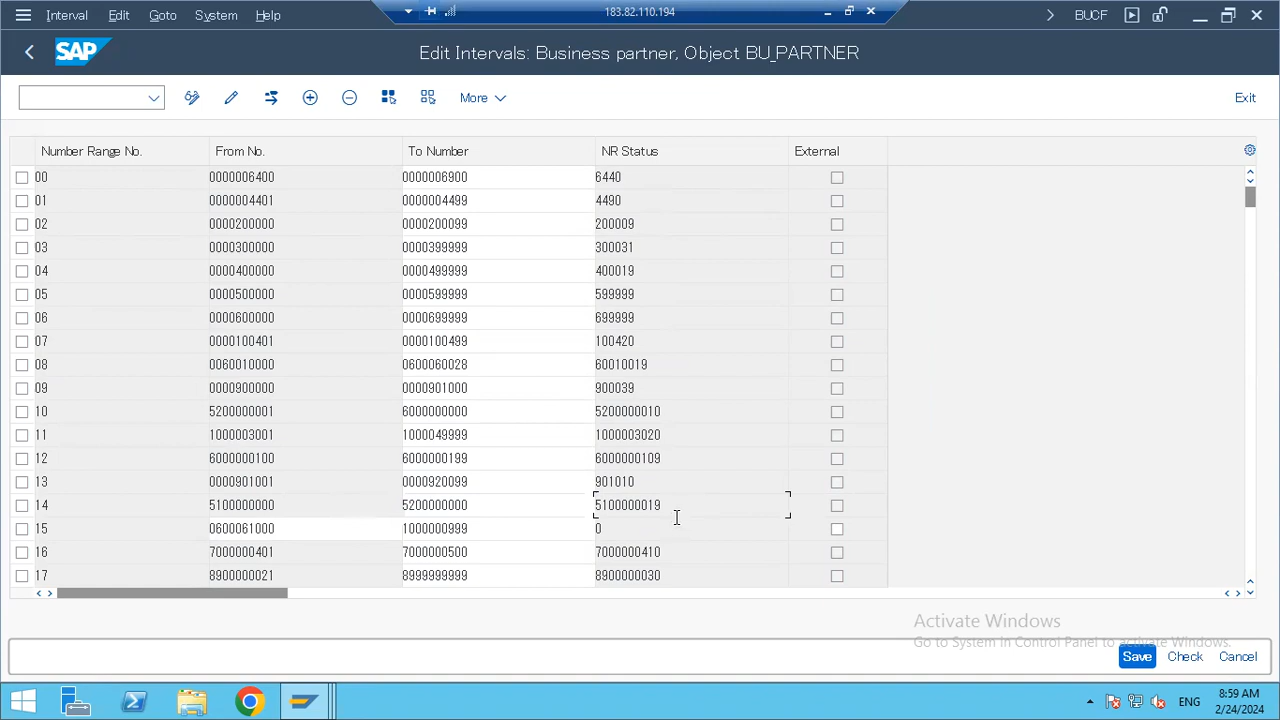 183.82.110.194
Interval Edit Goto System Help BUCF
SAP Edit Intervals: Business partner, Object BU_PARTNER
More Exit
Number Range No. From No. To Number NR Status External
00 0000006400 0000006900 6440
01 0000004401 0000004499 4490
02 0000200000 0000200099 200009
03 0000300000 0000399999 300031
04 0000400000 0000499999 400019
05 0000500000 0000599999 599999
06 0000600000 0000699999 699999
07 0000100401 0000100499 100420
08 0060010000 0600060028 60010019
09 0000900000 0000901000 900039
10 5200000001 6000000000 5200000010
11 1000003001 1000049999 1000003020
12 6000000100 6000000199 6000000109
13 0000901001 0000920099 901010
14 5100000000 5200000000 5100000019
15 0600061000 1000000999 0
16 7000000401 7000000500 7000000410
17 8900000021 8999999999 8900000030
Activate Windows
Go to System in Control Panel to activate Windows.
Save Check Cancel
ENG
8:59 AM
2/24/2024